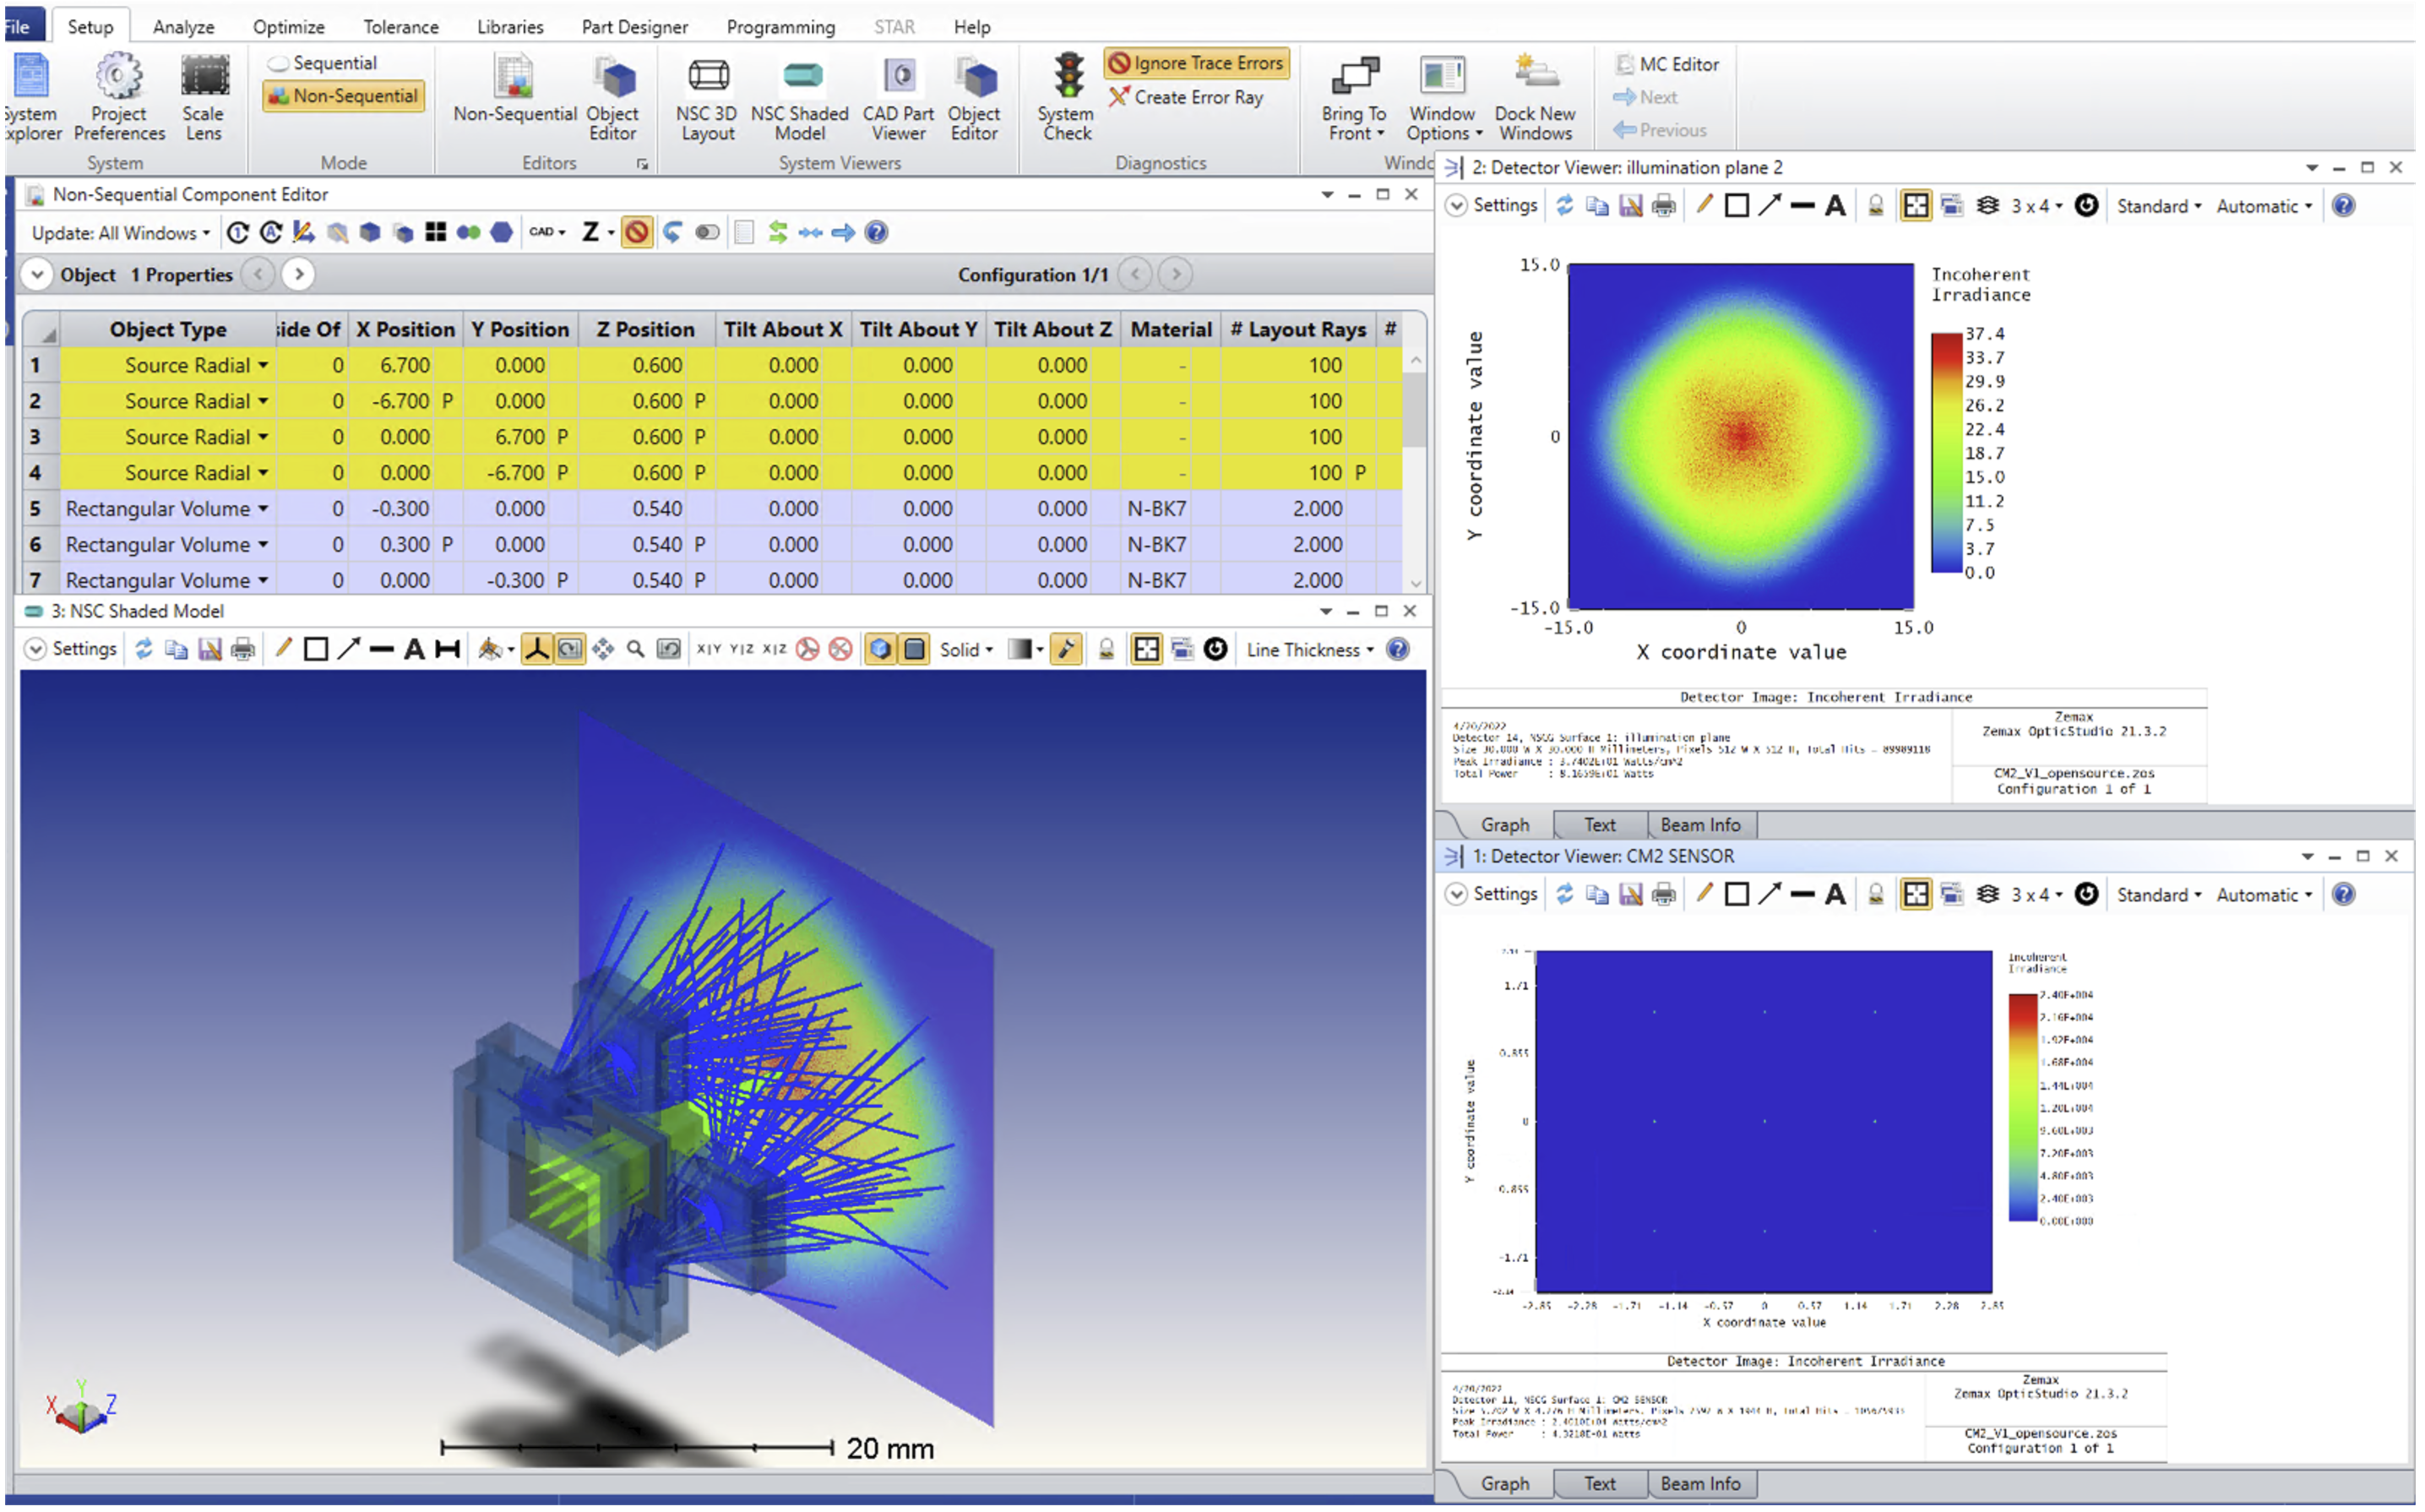 File Setup Analyze Optimize Tolerance Libraries Part Designer Programming STAR Help
System Explorer Project Preferences Scale Lens
Sequential
Non-Sequential
Non-Sequential Object Editor
NSC 3D Layout NSC Shaded Model CAD Part Viewer Object Editor
System Check
Ignore Trace Errors
Create Error Ray
Bring To Front Window Options Dock New Windows
MC Editor
Next
Previous
System Mode Editors System Viewers Diagnostics Windo
Non-Sequential Component Editor
Update: All Windows CAD Z
Object 1 Properties Configuration 1/1
Object Type ide Of X Position Y Position Z Position Tilt About X Tilt About Y Tilt About Z Material # Layout Rays #
1 Source Radial 0 6.700 0.000 0.600 0.000 0.000 0.000 - 100
2 Source Radial 0 -6.700 P 0.000 0.600 P 0.000 0.000 0.000 - 100
3 Source Radial 0 0.000 6.700 P 0.600 P 0.000 0.000 0.000 - 100
4 Source Radial 0 0.000 -6.700 P 0.600 P 0.000 0.000 0.000 - 100 P
5 Rectangular Volume 0 -0.300 0.000 0.540 0.000 0.000 0.000 N-BK7 2.000
6 Rectangular Volume 0 0.300 P 0.000 0.540 P 0.000 0.000 0.000 N-BK7 2.000
7 Rectangular Volume 0 0.000 -0.300 P 0.540 P 0.000 0.000 0.000 N-BK7 2.000
3: NSC Shaded Model
Settings A X|Y Y|Z X|Z Solid Line Thickness
X Y Z
20 mm
2: Detector Viewer: illumination plane 2
Settings A 3 x 4 Standard Automatic
Incoherent
Irradiance
37.4
33.7
29.9
26.2
22.4
18.7
15.0
11.2
7.5
3.7
0.0
15.0
0
-15.0
Y coordinate value
-15.0 0 15.0
X coordinate value
Detector Image: Incoherent Irradiance
4/20/2022
Detector 14, NSCG Surface 1: illumination plane
Size 30.000 W X 30.000 H Millimeters, Pixels 512 W X 512 H, Total Hits = 89989118
Peak Irradiance : 3.7402E+01 Watts/cm^2
Total Power : 8.1659E+01 Watts
Zemax
Zemax OpticStudio 21.3.2
CM2_V1_opensource.zos
Configuration 1 of 1
Graph Text Beam Info
1: Detector Viewer: CM2 SENSOR
Settings A 3 x 4 Standard Automatic
Incoherent
Irradiance
2.40E+004
2.16E+004
1.92E+004
1.68E+004
1.44E+004
1.20E+004
9.60E+003
7.20E+003
4.80E+003
2.40E+003
0.00E+000
1.71
0.855
0
0.855
-1.71
Y coordinate value
-2.85 -2.28 -1.71 -1.14 -0.57 0 0.57 1.14 1.71 2.28 2.85
X coordinate value
Detector Image: Incoherent Irradiance
4/20/2022
Detector 11, NSCG Surface 1: CM2 SENSOR
Peak Irradiance : 2.4010E+04 Watts/cm^2
Total Power : 4.3218E-01 Watts
Zemax
Zemax OpticStudio 21.3.2
CM2_V1_opensource.zos
Configuration 1 of 1
Graph Text Beam Info